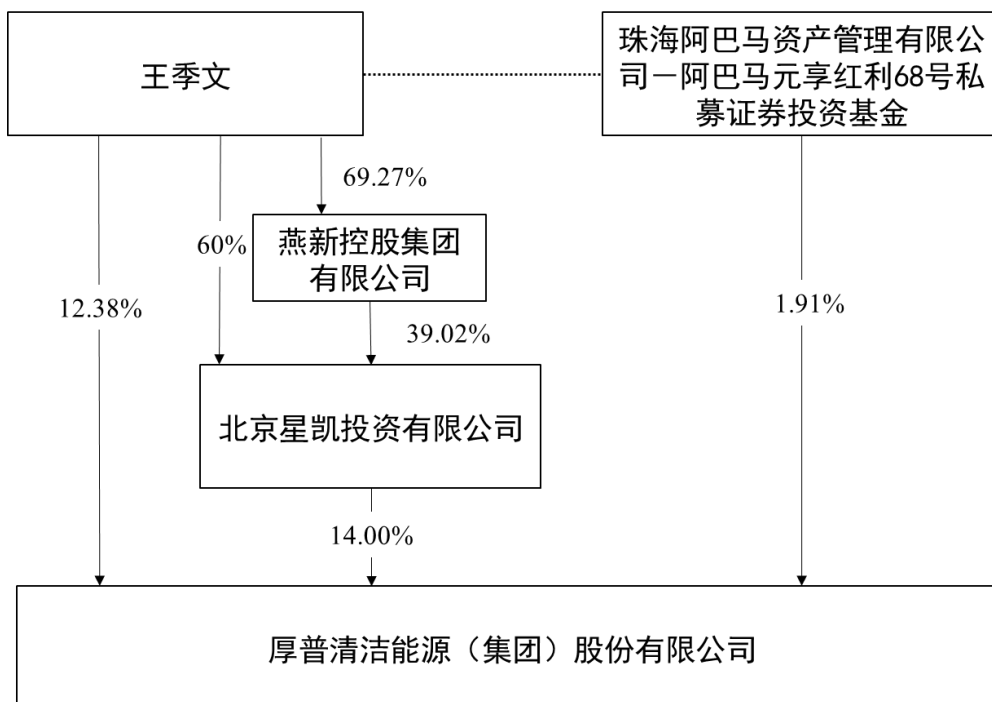 王季文
珠海阿巴马资产管理有限公
司－阿巴马元享红利68号私
募证券投资基金
69.27%
60%
燕新控股集团
有限公司
12.38%
1.91%
39.02%
北京星凯投资有限公司
14.00%
厚普清洁能源（集团）股份有限公司